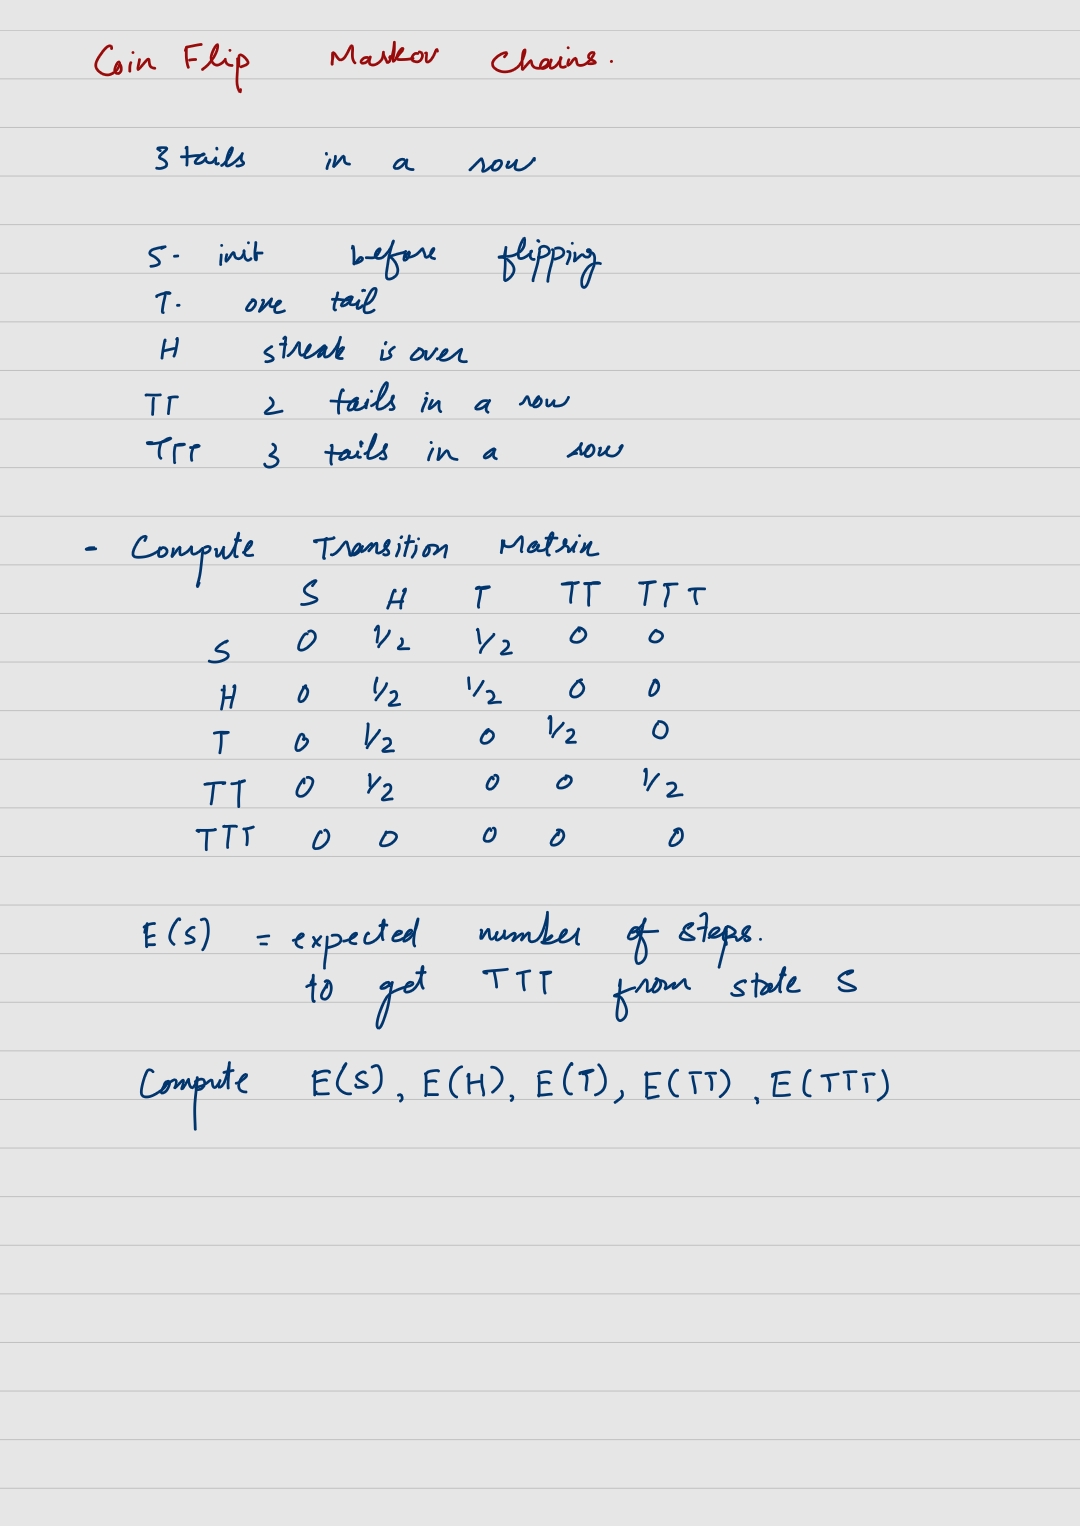 Coin Flip Markov Chains.
3 tails in a row
S- init before flipping
T. one tail
H streak is over
TT 2 tails in a row
TTT 3 tails in a row
- Compute Transition Matrix
S H T TT TTT
S 0 1/2 1/2 0 0
H 0 1/2 1/2 0 0
T 0 1/2 0 1/2 0
TT 0 1/2 0 0 1/2
TTT 0 0 0 0 0
E(S) = expected number of steps.
to get TTT from state S
Compute E(S), E(H), E(T), E(TT), E(TTT)